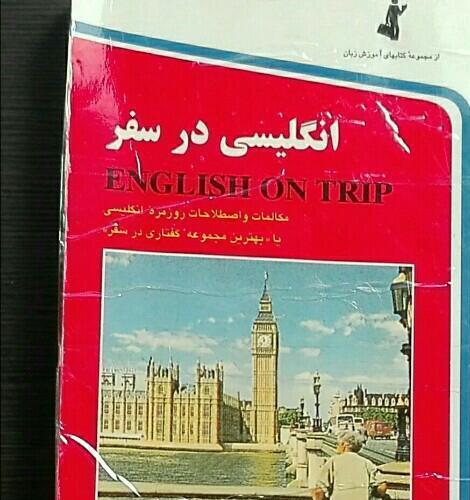 از مجموعهٔ کتابهای آموزش زبان
انگلیسی در سفر
ENGLISH ON TRIP
مکالمات و اصطلاحات روزمرهٔ انگلیسی
با «بهترین مجموعهٔ گفتاری در سفر»